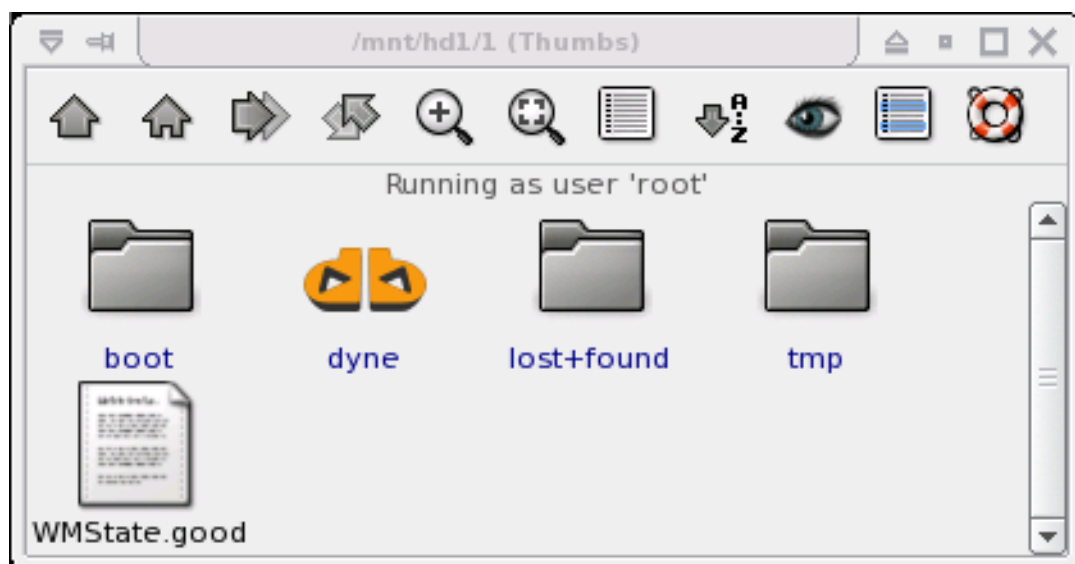 /mnt/hd1/1 (Thumbs)
A
Z
Running as user 'root'
boot dyne lost+found tmp
WMState.good